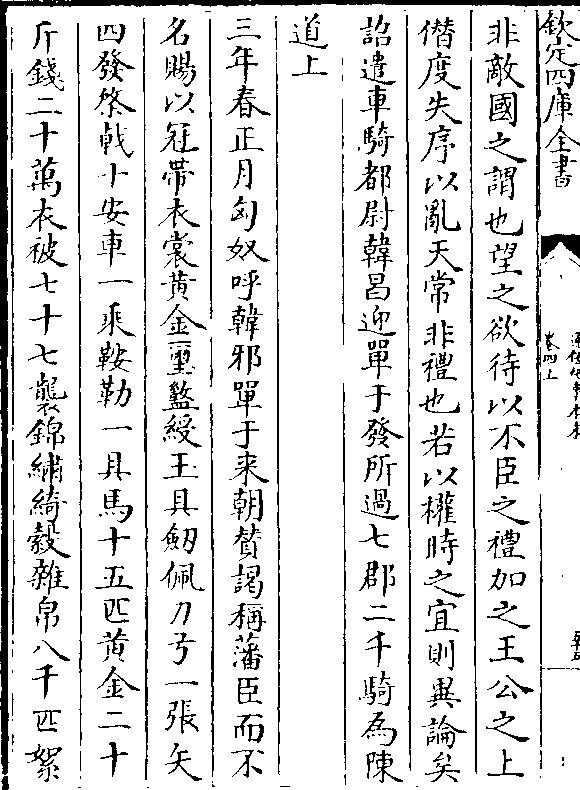 欽定四庫全書
通鑑紀事本末
卷四上
非敵國之謂也望之欲待以不臣之禮加之王公之上
僭度失序以亂天常非禮也若以權時之宜則異論矣
詔遣車騎都尉韓昌迎單于發所過七郡二千騎為陳
道上
三年春正月匈奴呼韓邪單于来朝賛謁稱藩臣而不
名賜以冠帶衣裳黄金璽盭綬玉具劒佩刀弓一張矢
四發棨戟十安車一乘鞍勒一具馬十五匹黄金二十
斤錢二十萬衣被七十七襲錦繡綺縠雜帛八千匹絮